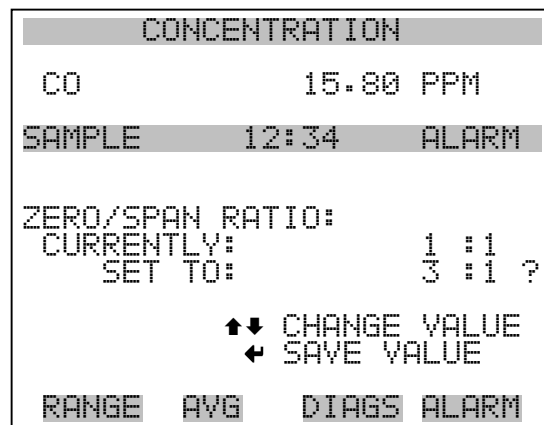 CONCENTRATION
CO 15.80 PPM
SAMPLE 12:34 ALARM
ZERO/SPAN RATIO:
CURRENTLY: 1 :1
SET TO: 3 :1 ?
⬆⬇ CHANGE VALUE
↵ SAVE VALUE
RANGE AVG DIAGS ALARM